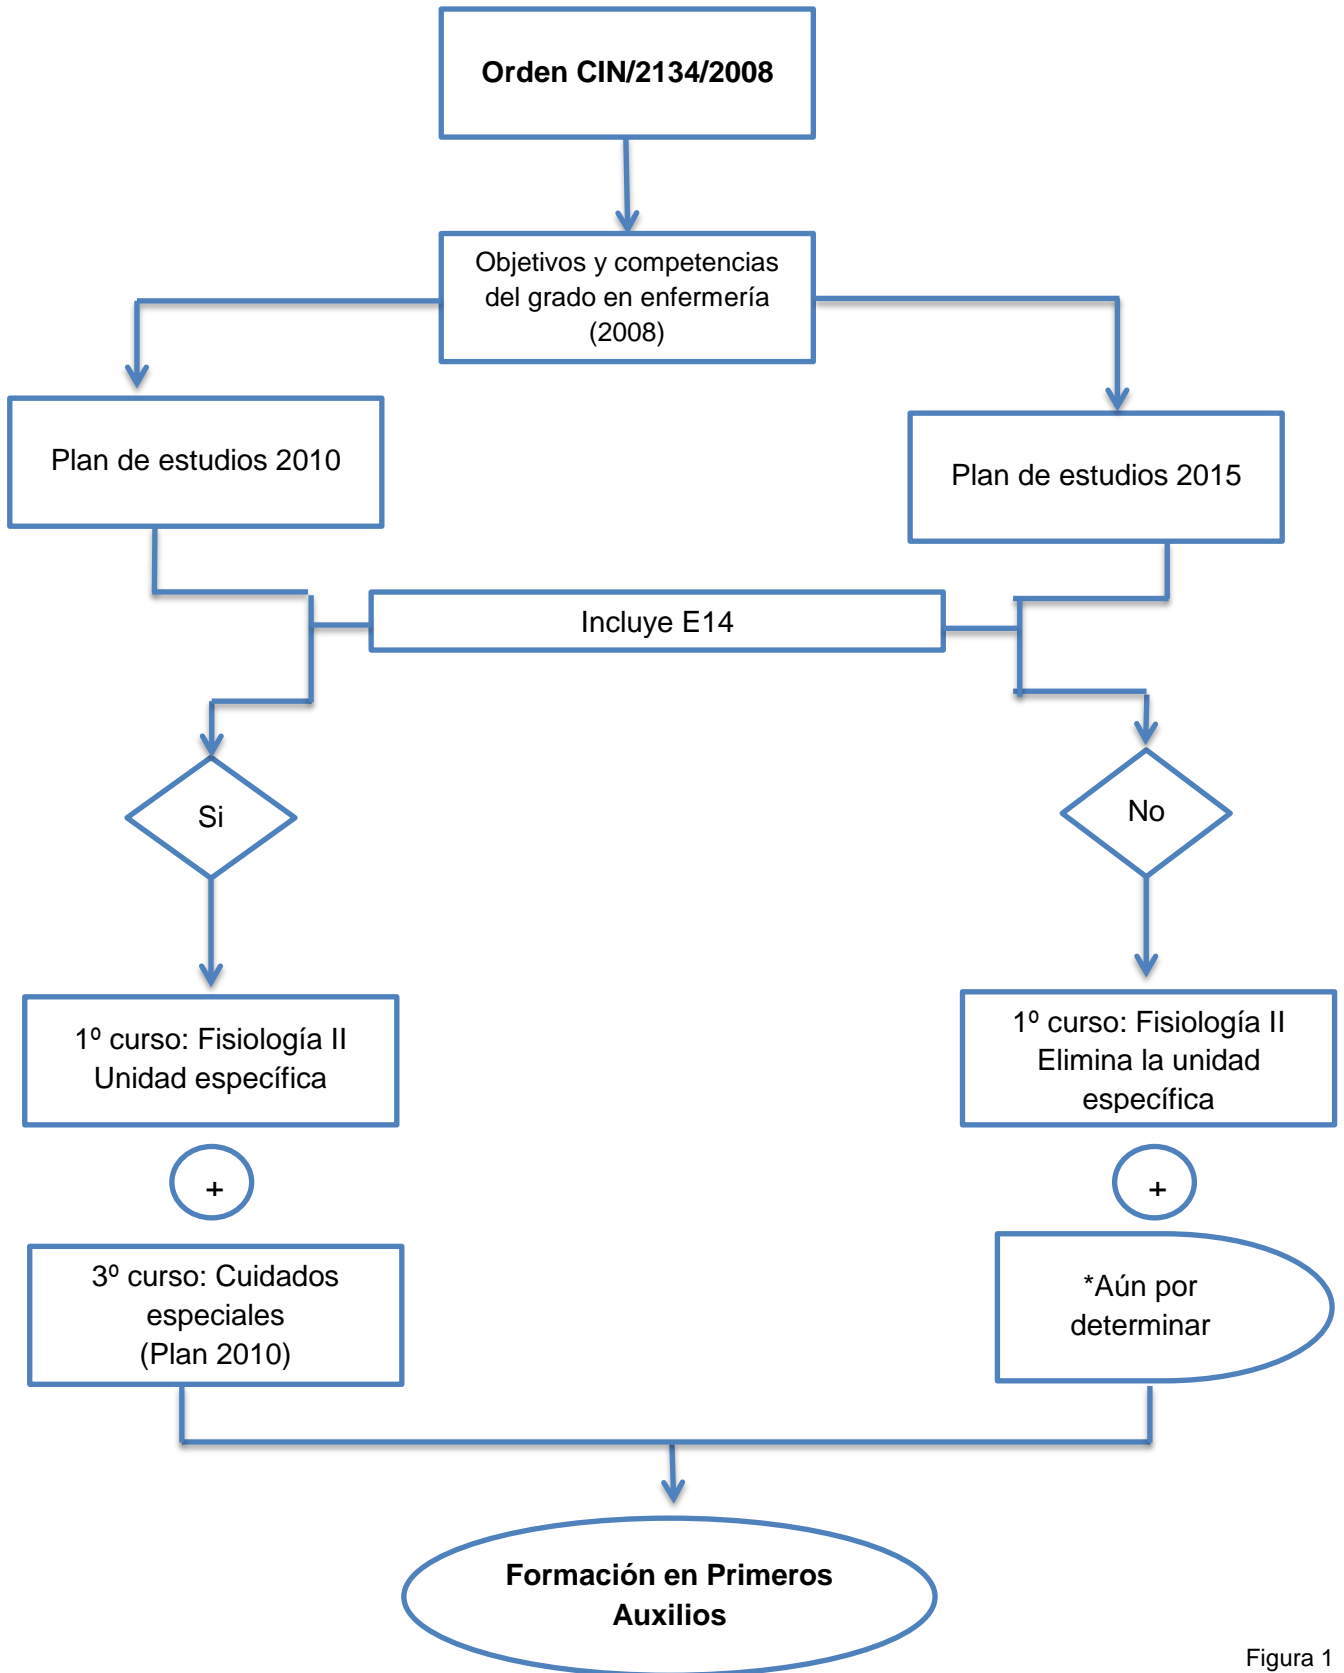 Orden CIN/2134/2008
Objetivos y competencias
del grado en enfermería
(2008)
Plan de estudios 2010
Plan de estudios 2015
Incluye E14
Si
No
1º curso: Fisiología II
Unidad específica
1º curso: Fisiología II
Elimina la unidad
específica
+
+
3º curso: Cuidados
especiales
(Plan 2010)
*Aún por
determinar
Formación en Primeros
Auxilios
Figura 1